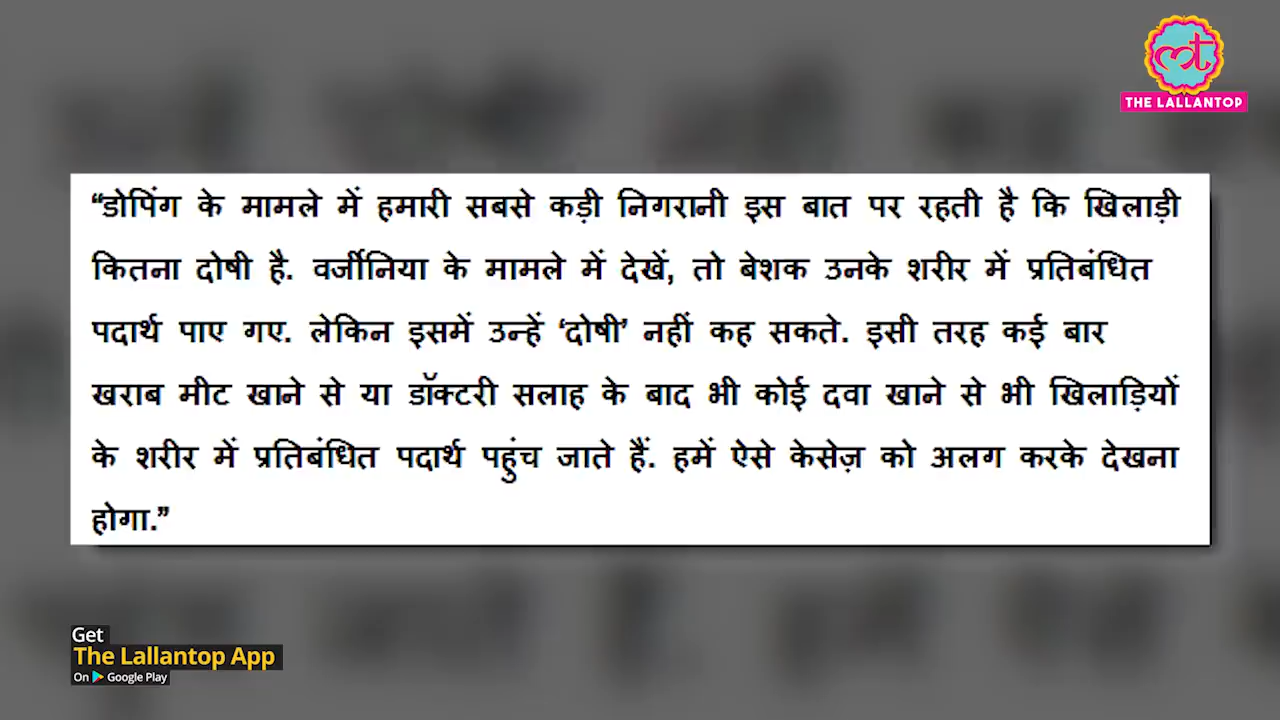 मt
THE LALLANTOP
“डोपिंग के मामले में हमारी सबसे कड़ी निगरानी इस बात पर रहती है कि खिलाड़ी
कितना दोषी है. वर्जीनिया के मामले में देखें, तो बेशक उनके शरीर में प्रतिबंधित
पदार्थ पाए गए. लेकिन इसमें उन्हें ‘दोषी’ नहीं कह सकते. इसी तरह कई बार
खराब मीट खाने से या डॉक्टरी सलाह के बाद भी कोई दवा खाने से भी खिलाड़ियों
के शरीर में प्रतिबंधित पदार्थ पहुंच जाते हैं. हमें ऐसे केसेज़ को अलग करके देखना
होगा.”
Get
The Lallantop App
On Google Play